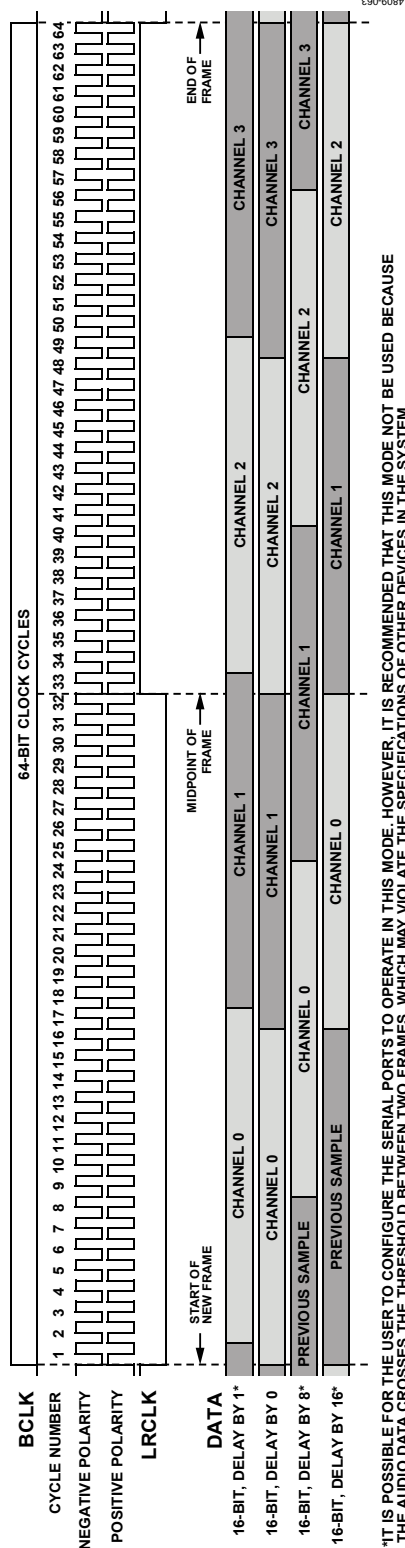 64-BIT CLOCK CYCLES
BCLK
CYCLE NUMBER 1 2 3 4 5 6 7 8 9 10 11 12 13 14 15 16 17 18 19 20 21 22 23 24 25 26 27 28 29 30 31 32 33 34 35 36 37 38 39 40 41 42 43 44 45 46 47 48 49 50 51 52 53 54 55 56 57 58 59 60 61 62 63 64
NEGATIVE POLARITY
POSITIVE POLARITY
LRCLK
START OF NEW FRAME
MIDPOINT OF FRAME
END OF FRAME
DATA
16-BIT, DELAY BY 1* CHANNEL 0 CHANNEL 1 CHANNEL 2 CHANNEL 3
16-BIT, DELAY BY 0 CHANNEL 0 CHANNEL 1 CHANNEL 2 CHANNEL 3
16-BIT, DELAY BY 8* PREVIOUS SAMPLE CHANNEL 0 CHANNEL 1 CHANNEL 2 CHANNEL 3
16-BIT, DELAY BY 16* PREVIOUS SAMPLE CHANNEL 0 CHANNEL 1 CHANNEL 2
*IT IS POSSIBLE FOR THE USER TO CONFIGURE THE SERIAL PORTS TO OPERATE IN THIS MODE. HOWEVER, IT IS RECOMMENDED THAT THIS MODE NOT BE USED BECAUSE
THE AUDIO DATA CROSSES THE THRESHOLD BETWEEN TWO FRAMES, WHICH MAY VIOLATE THE SPECIFICATIONS OF OTHER DEVICES IN THE SYSTEM.